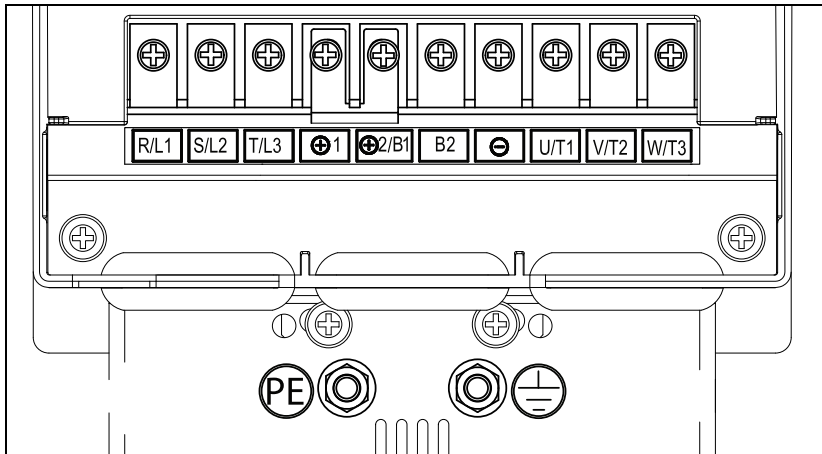 R/L1 S/L2 T/L3 ⊕1 ⊕2/B1 B2 ⊖ U/T1 V/T2 W/T3
PE